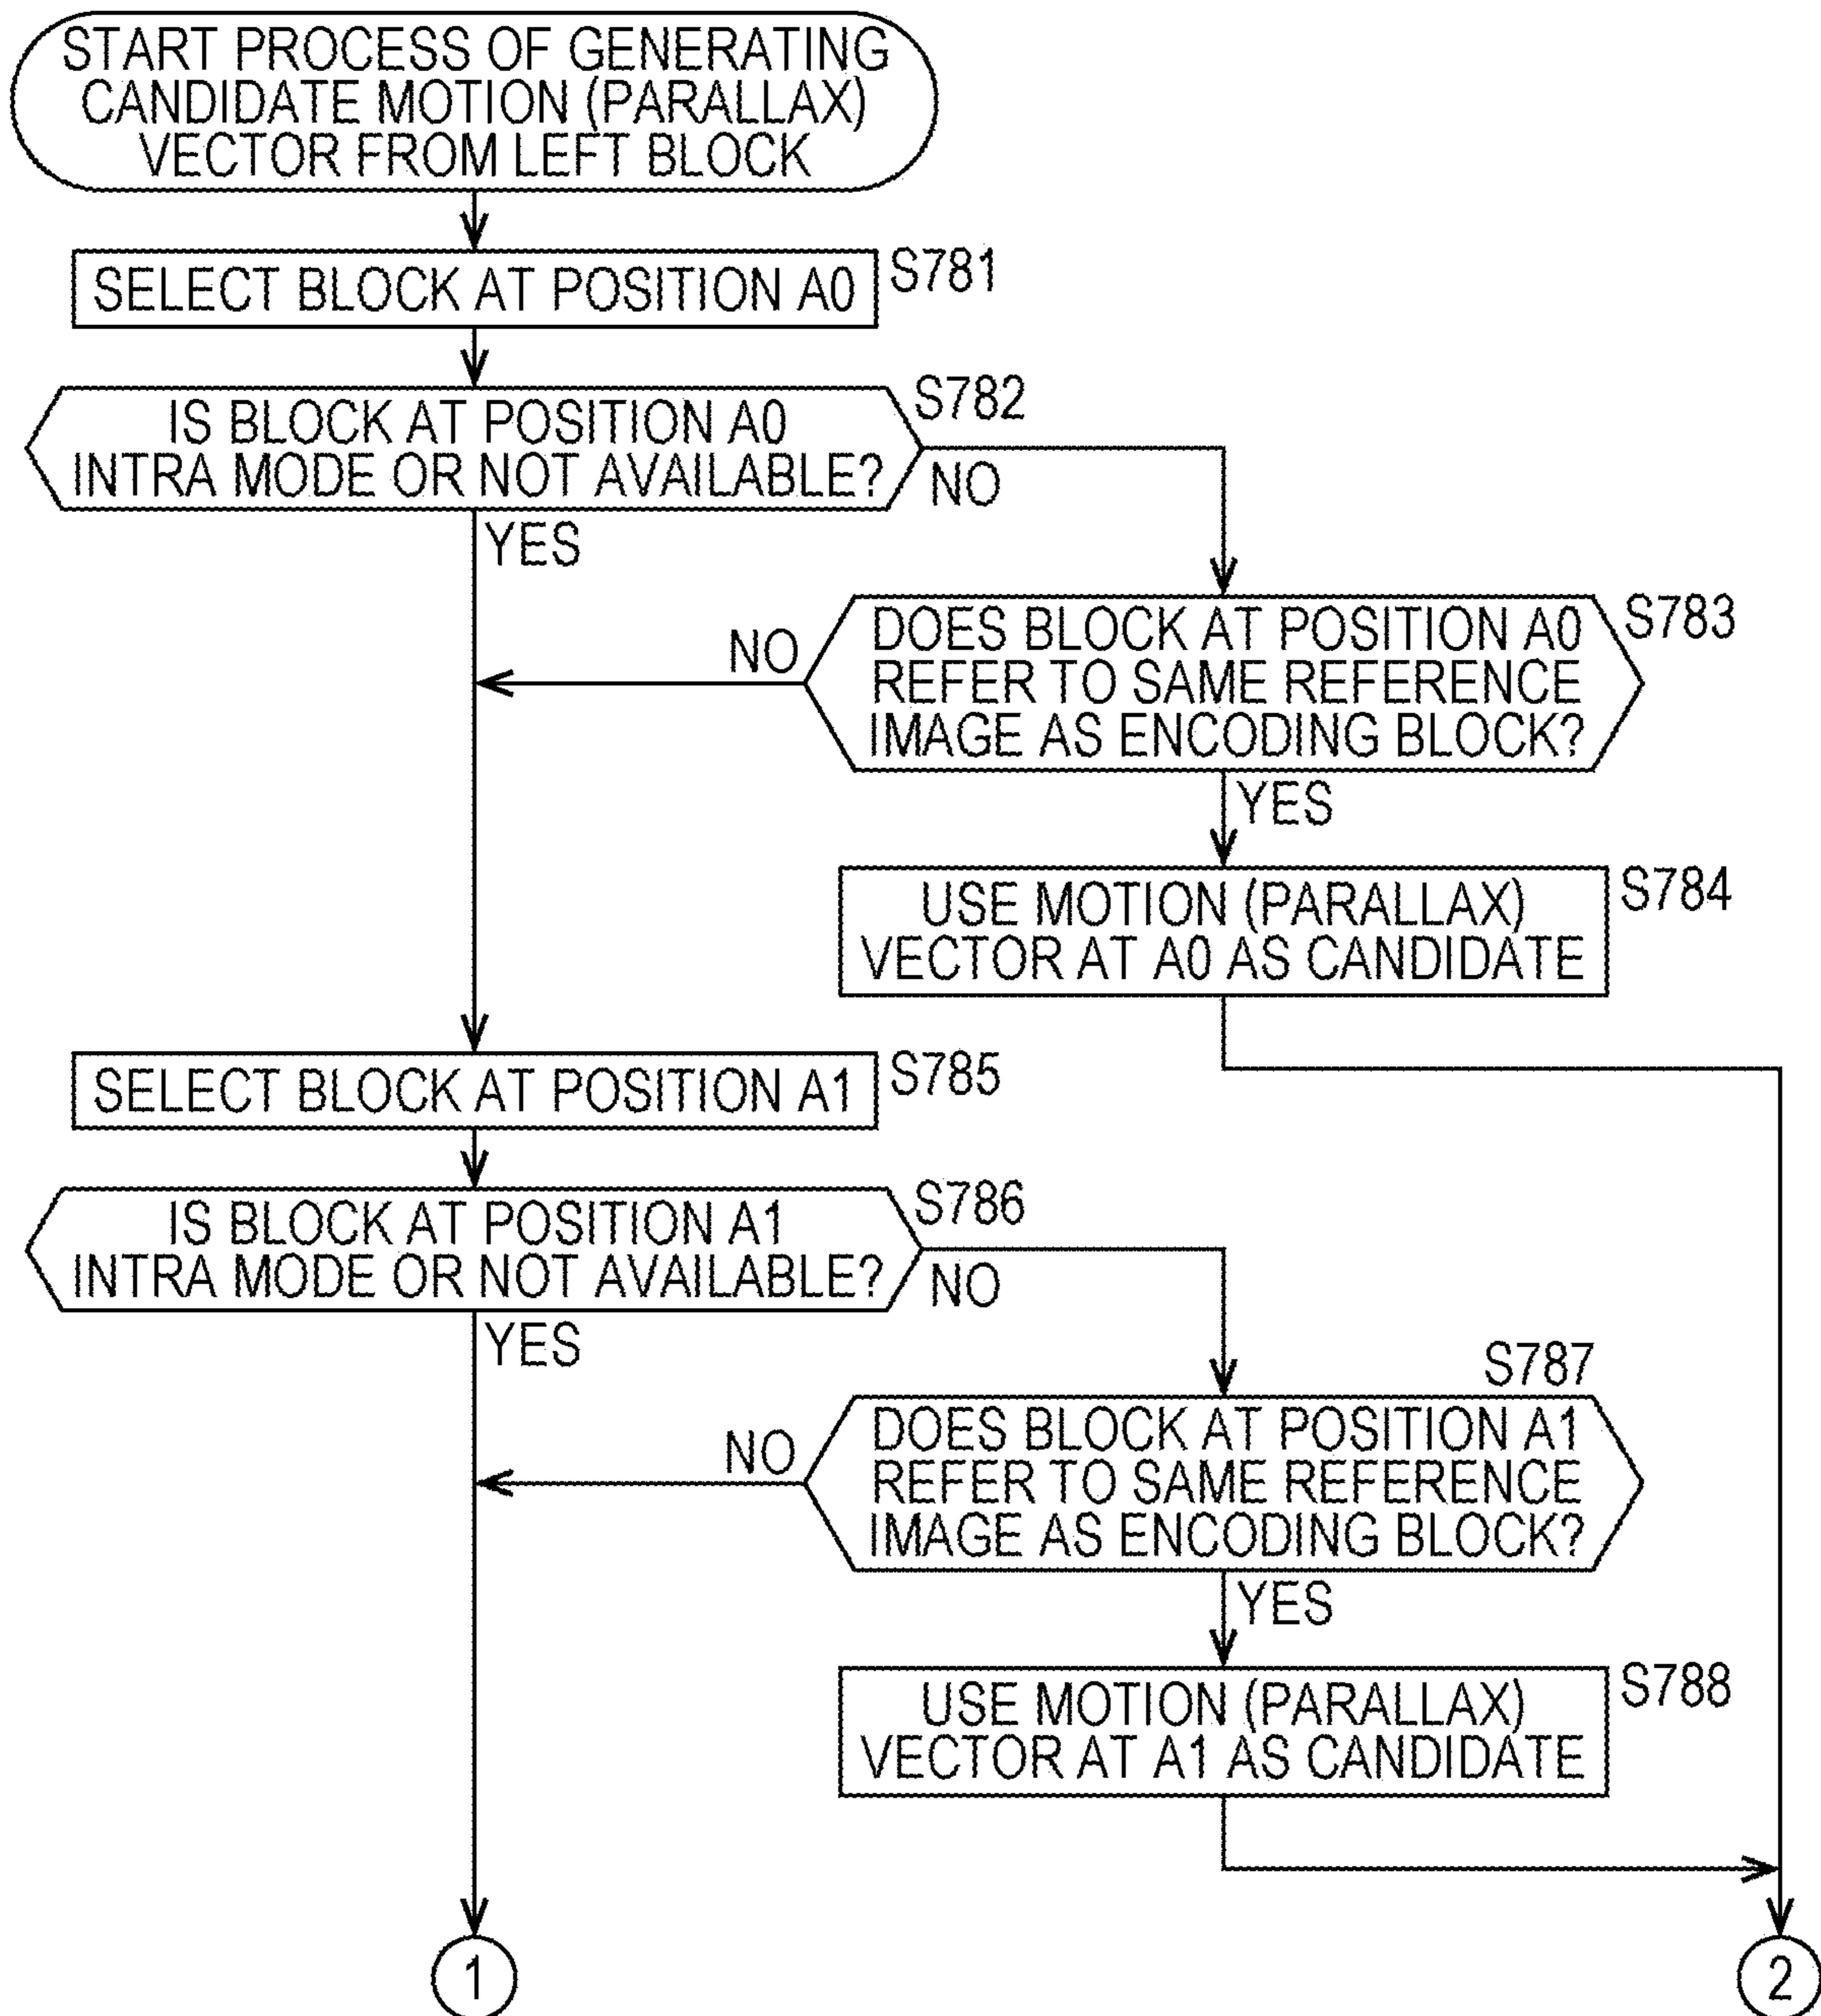 START PROCESS OF GENERATING
CANDIDATE MOTION (PARALLAX)
VECTOR FROM LEFT BLOCK
SELECT BLOCK AT POSITION A0
S781
IS BLOCK AT POSITION A0
INTRA MODE OR NOT AVAILABLE?
S782
NO
YES
DOES BLOCK AT POSITION A0
REFER TO SAME REFERENCE
IMAGE AS ENCODING BLOCK?
S783
NO
YES
USE MOTION (PARALLAX)
VECTOR AT A0 AS CANDIDATE
S784
SELECT BLOCK AT POSITION A1
S785
IS BLOCK AT POSITION A1
INTRA MODE OR NOT AVAILABLE?
S786
NO
YES
S787
DOES BLOCK AT POSITION A1
REFER TO SAME REFERENCE
IMAGE AS ENCODING BLOCK?
NO
YES
USE MOTION (PARALLAX)
VECTOR AT A1 AS CANDIDATE
S788
1
2